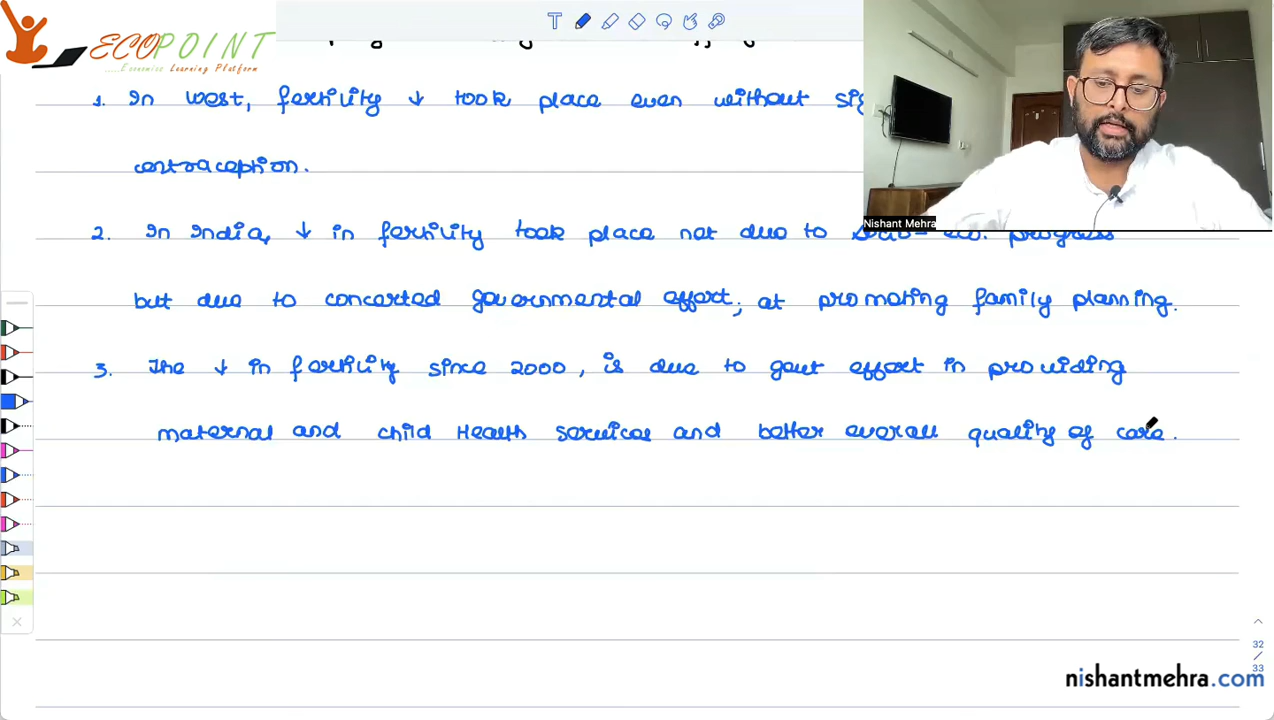 ECOPOINT
.....Economics Learning Platform
T
1. In west, fertility ↓ took place even without sig
contraception.
Nishant Mehra
2. In India, ↓ in fertility took place not due to Socio- eco. progress
but due to concerted governmental effort; at promoting family planning.
3. The ↓ in fertility since 2000, is due to govt effort in providing
maternal and child Health services and better overall quality of care.
32
/
33
nishantmehra.com